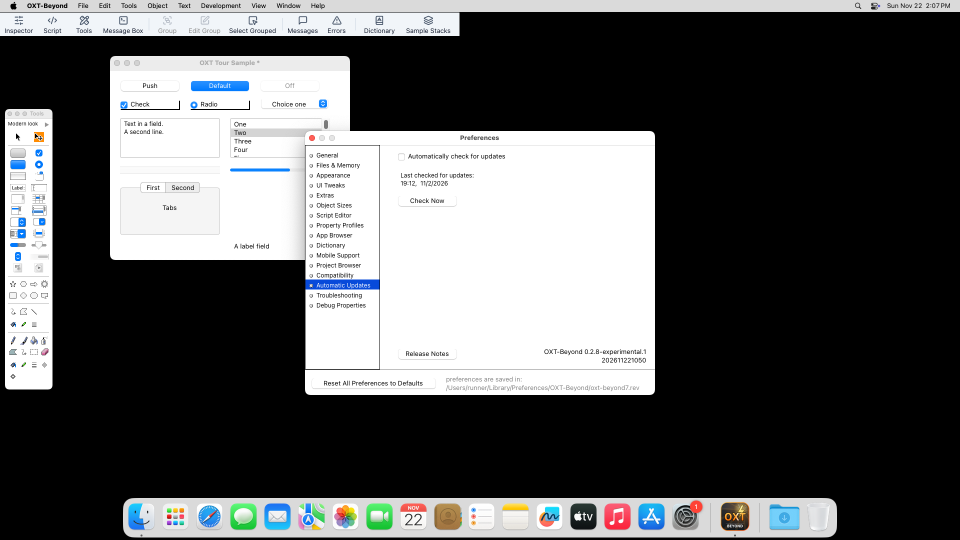 OXT-Beyond File Edit Tools Object Text Development View Window Help Sun Nov 22 2:07 PM
Inspector Script Tools Message Box Group Edit Group Select Grouped Messages Errors Dictionary Sample Stacks
OXT Tour Sample *
Push Default Off
Check Radio Choice one
Text in a field.
A second line.
One
Two
Three
Four
First Second
Tabs
A label field
Tools
Modern look
Label
Preferences
General
Files & Memory
Appearance
UI Tweaks
Extras
Object Sizes
Script Editor
Property Profiles
App Browser
Dictionary
Mobile Support
Project Browser
Compatibility
Automatic Updates
Troubleshooting
Debug Properties
Automatically check for updates
Last checked for updates:
19:12, 11/2/2026
Check Now
Release Notes
OXT-Beyond 0.2.8-experimental.1
202611221050
Reset All Preferences to Defaults
preferences are saved in:
/Users/runner/Library/Preferences/OXT-Beyond/oxt-beyond7.rev
NOV
22
tv
1
OXT
BEYOND